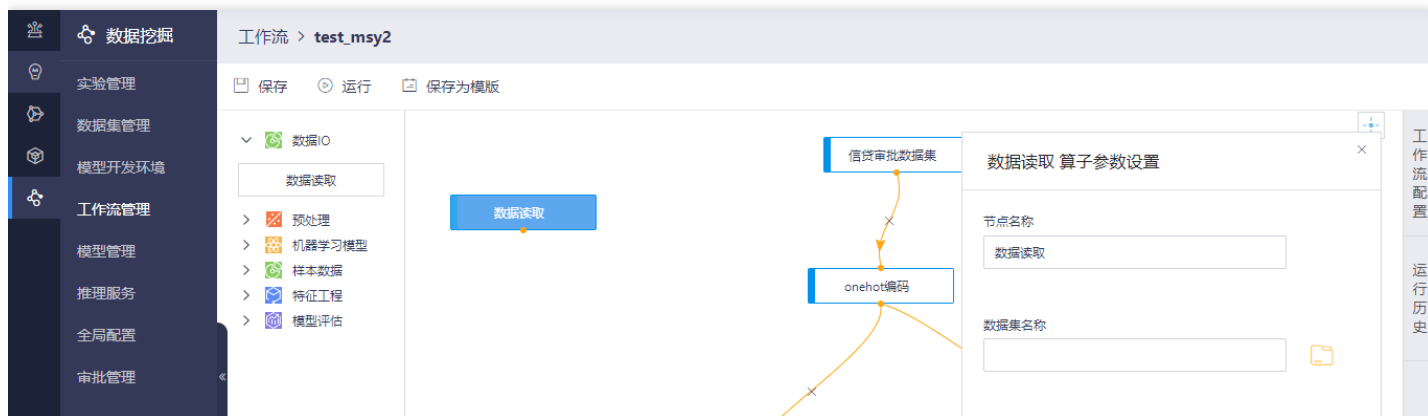 数据挖掘
实验管理
数据集管理
模型开发环境
工作流管理
模型管理
推理服务
全局配置
审批管理
工作流 > test_msy2
保存
运行
保存为模版
数据IO
数据读取
预处理
机器学习模型
样本数据
特征工程
模型评估
数据读取
信贷审批数据集
onehot编码
数据读取 算子参数设置
节点名称
数据读取
数据集名称
工作流配置
运行历史